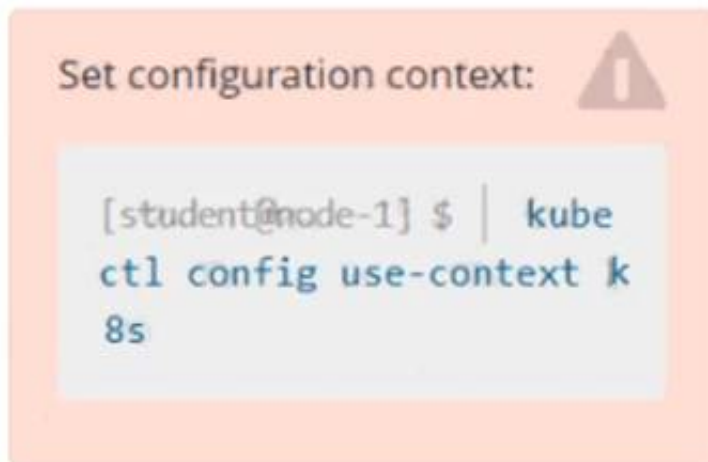 Set configuration context:
[student@node-1] $ | kube
ctl config use-context k
8s